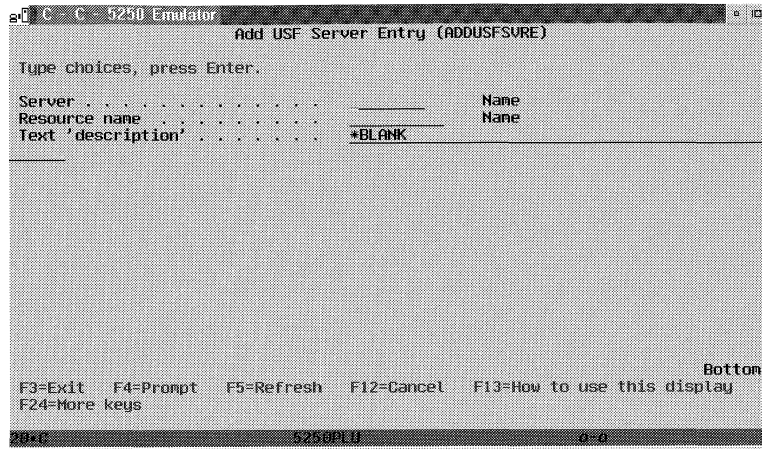 C - C - 5250 Emulator
Add USF Server Entry (ADDUSFSVRE)
Type choices, press Enter.
Server . . . . . . . . . . . . . Name
Resource name . . . . . . . . . Name
Text 'description' . . . . . . . *BLANK
Bottom
F3=Exit F4=Prompt F5=Refresh F12=Cancel F13=How to use this display
F24=More keys
5250PLU o-o